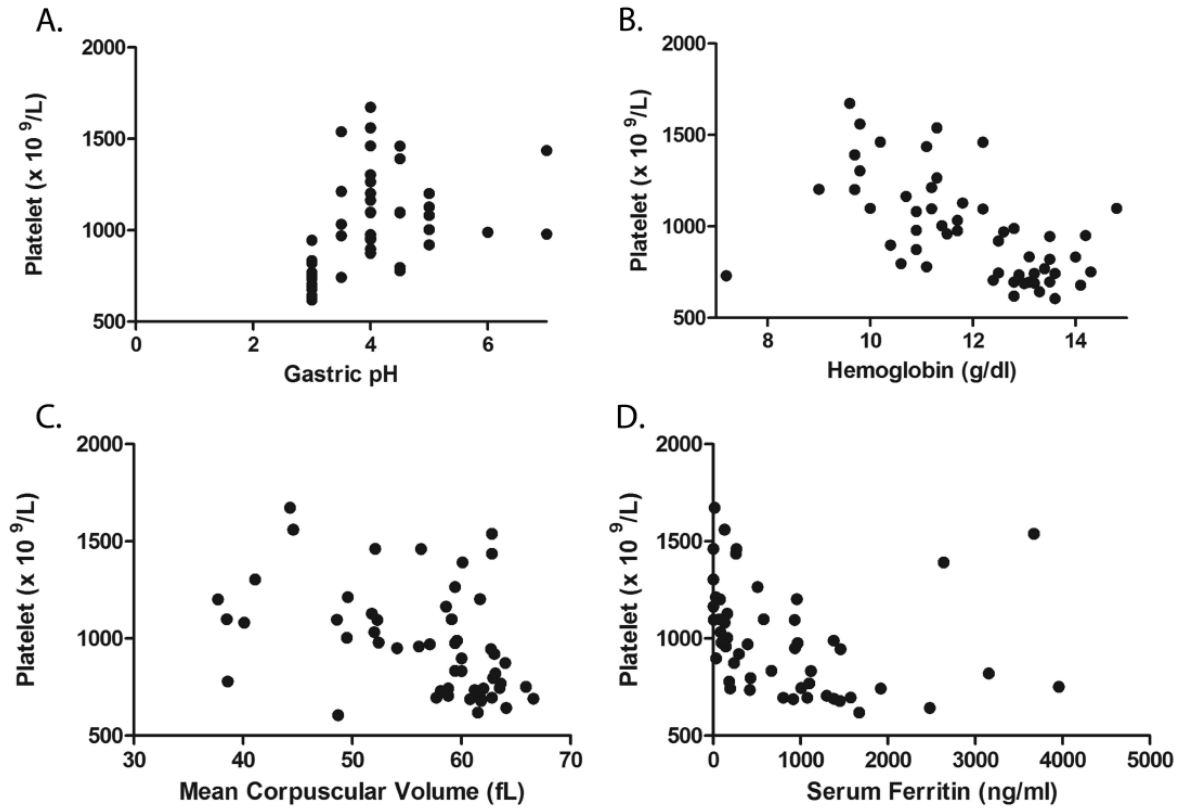 A.
2000
1500
1000
500
Platelet (x 10 9/L)
0 2 4 6
Gastric pH
B.
2000
1500
1000
500
Platelet (x 10 9/L)
8 10 12 14
Hemoglobin (g/dl)
C.
2000
1500
1000
500
Platelet (x 10 9/L)
30 40 50 60 70
Mean Corpuscular Volume (fL)
D.
2000
1500
1000
500
Platelet (x 10 9/L)
0 1000 2000 3000 4000 5000
Serum Ferritin (ng/ml)